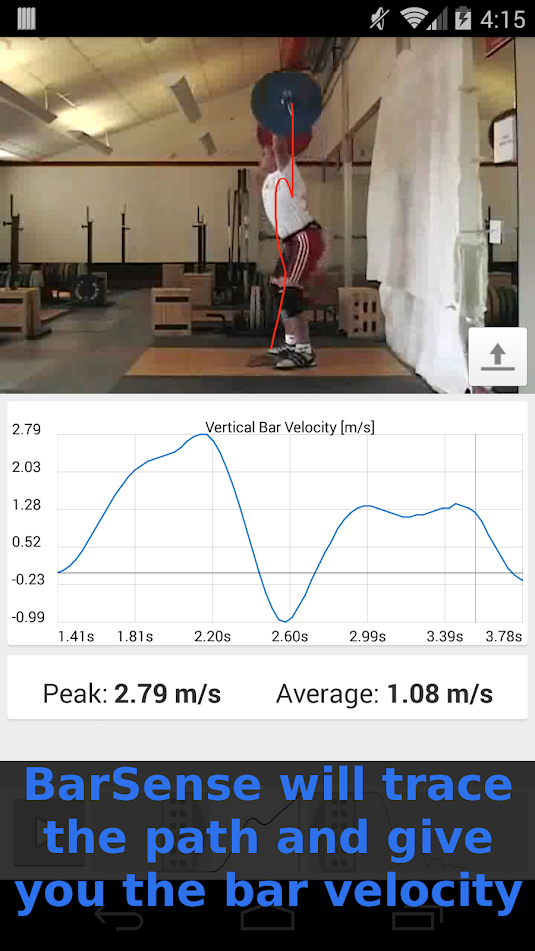 4:15
Vertical Bar Velocity [m/s]
2.79
2.03
1.28
0.52
-0.23
-0.99
1.41s 1.81s 2.20s 2.60s 2.99s 3.39s 3.78s
Peak: 2.79 m/s Average: 1.08 m/s
BarSense will trace
the path and give
you the bar velocity